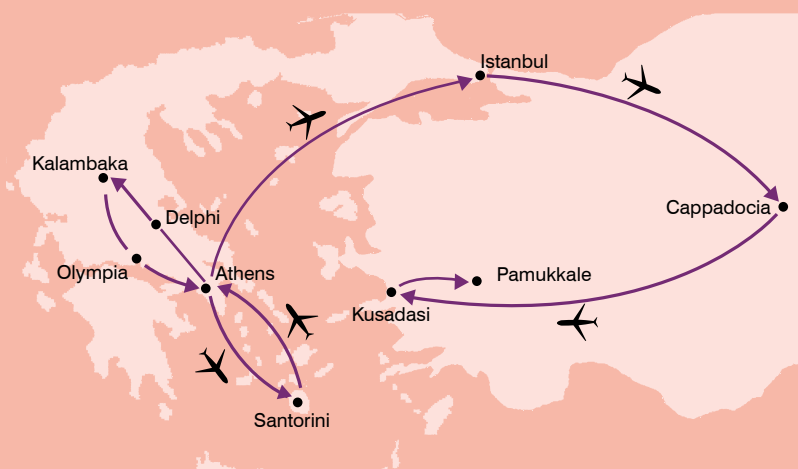 Istanbul
Kalambaka
Cappadocia
Delphi
Olympia
Athens
Pamukkale
Kusadasi
Santorini